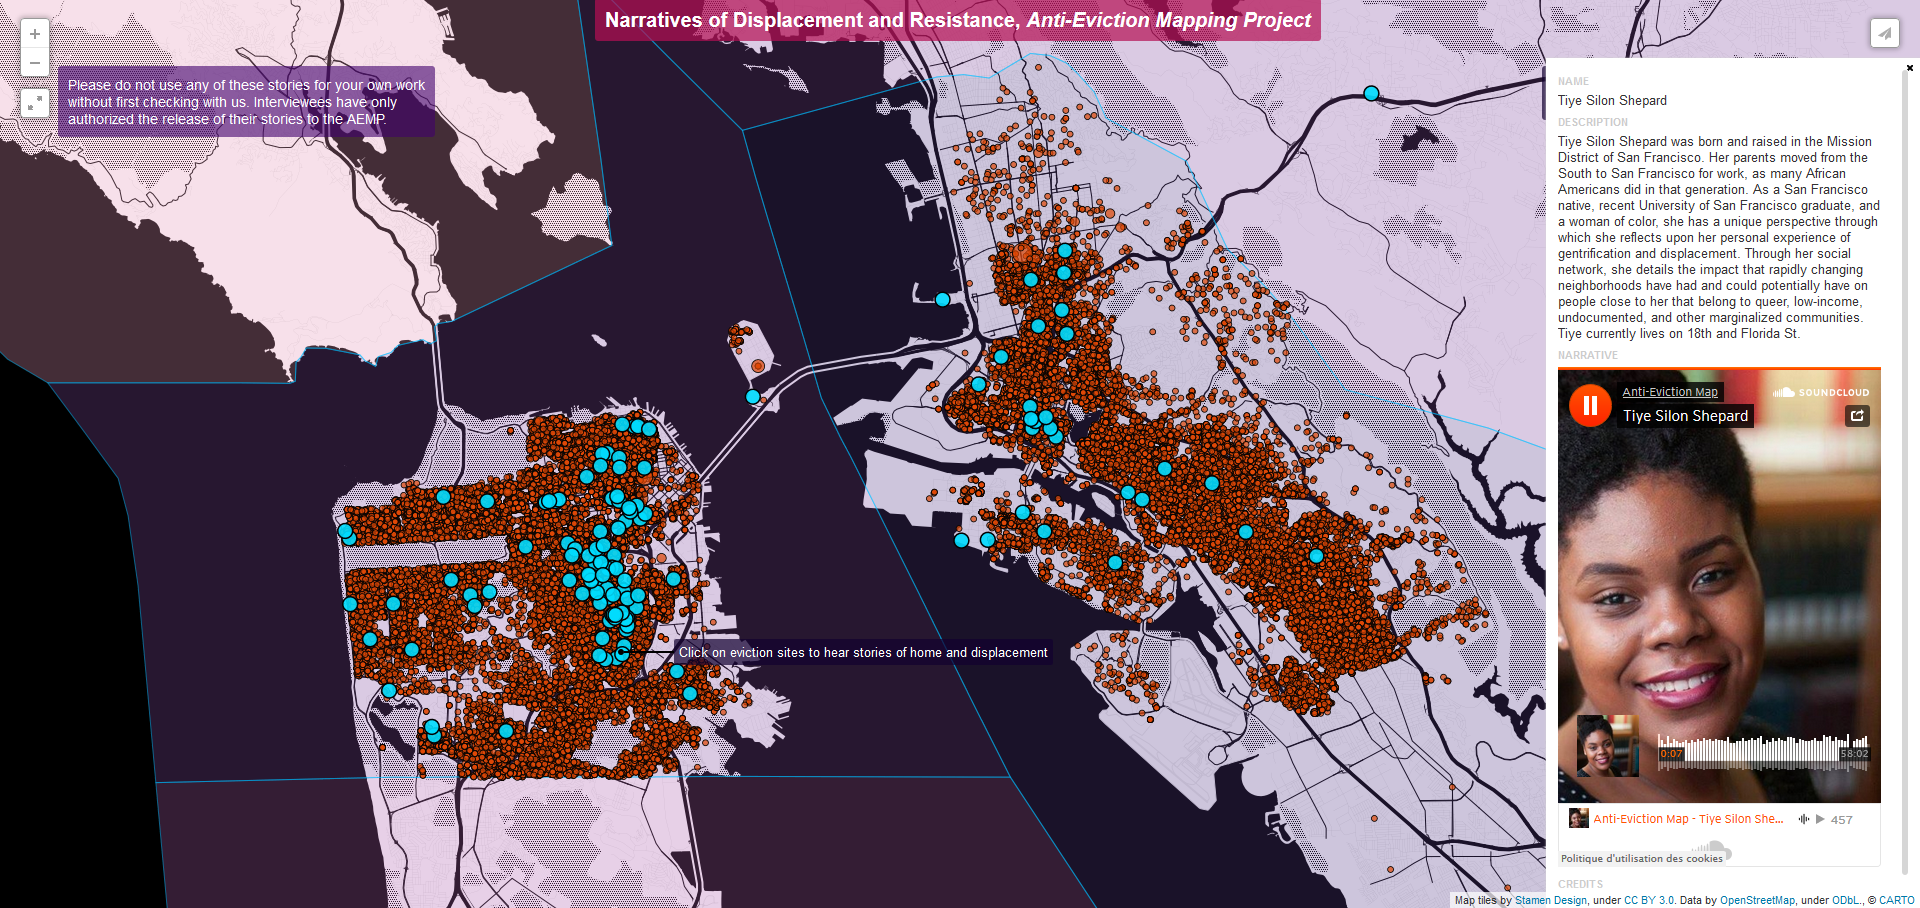 Narratives of Displacement and Resistance, Anti-Eviction Mapping Project
+
−
Please do not use any of these stories for your own work
without first checking with us. Interviewees have only
authorized the release of their stories to the AEMP.
Click on eviction sites to hear stories of home and displacement
×
NAME
Tiye Silon Shepard
DESCRIPTION
Tiye Silon Shepard was born and raised in the Mission
District of San Francisco. Her parents moved from the
South to San Francisco for work, as many African
Americans did in that generation. As a San Francisco
native, recent University of San Francisco graduate, and
a woman of color, she has a unique perspective through
which she reflects upon her personal experience of
gentrification and displacement. Through her social
network, she details the impact that rapidly changing
neighborhoods have had and could potentially have on
people close to her that belong to queer, low-income,
undocumented, and other marginalized communities.
Tiye currently lives on 18th and Florida St.
NARRATIVE
Anti-Eviction Map
SOUNDCLOUD
Tiye Silon Shepard
0:07
58:02
Anti-Eviction Map - Tiye Silon She...
457
Politique d'utilisation des cookies
CREDITS
Map tiles by Stamen Design, under CC BY 3.0. Data by OpenStreetMap, under ODbL., © CARTO